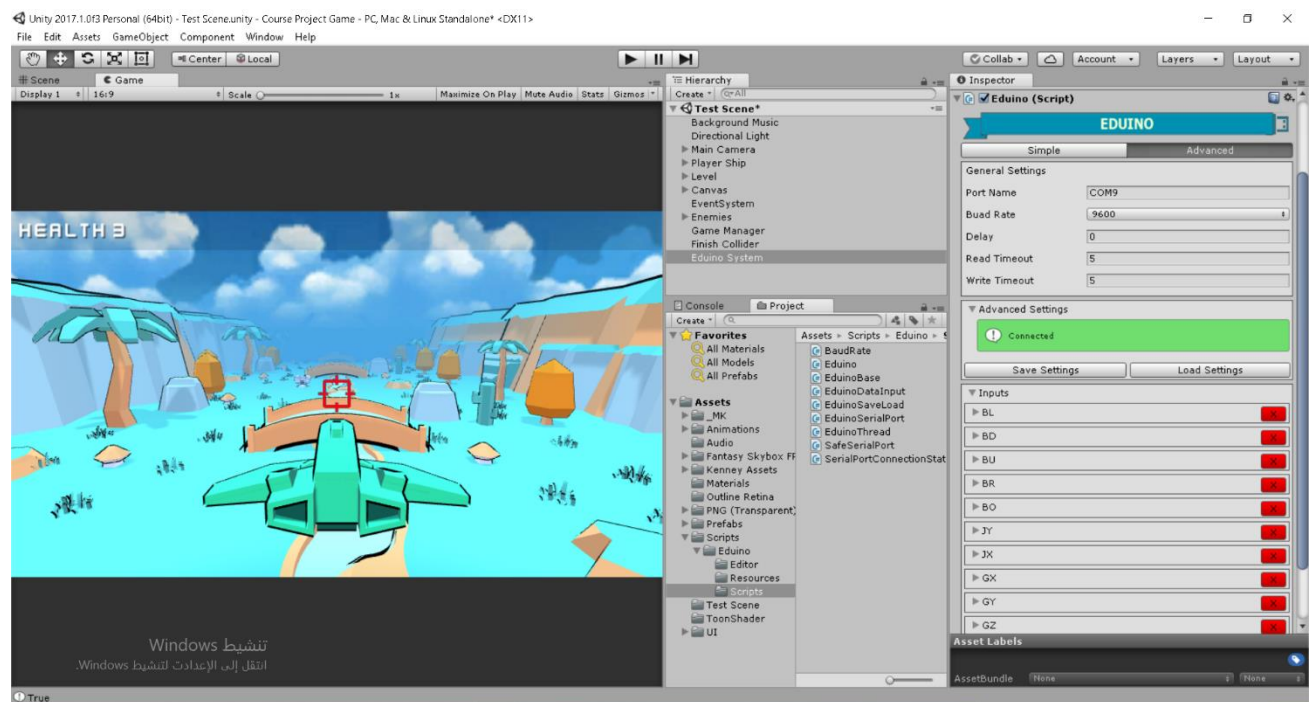 Unity 2017.1.0f3 Personal (64bit) - Test Scene.unity - Course Project Game - PC, Mac & Linux Standalone* <DX11>
File Edit Assets GameObject Component Window Help
Center Local
Collab Account Layers Layout
Scene Game
Display 1 16:9 Scale 1x Maximize On Play Mute Audio Stats Gizmos
HEALTH 3
تنشيط Windows
انتقل إلى الإعدادات لتنشيط Windows.
True
Hierarchy
Create All
Test Scene*
Background Music
Directional Light
Main Camera
Player Ship
Level
Canvas
EventSystem
Enemies
Game Manager
Finish Collider
Eduino System
Console Project
Create
Favorites
All Materials
All Models
All Prefabs
Assets
_MK
Animations
Audio
Fantasy Skybox FF
Kenney Assets
Materials
Outline Retina
PNG (Transparent)
Prefabs
Scripts
Eduino
Editor
Resources
Scripts
Test Scene
ToonShader
UI
Assets Scripts Eduino
BaudRate
Eduino
EduinoBase
EduinoDataInput
EduinoSaveLoad
EduinoSerialPort
EduinoThread
SafeSerialPort
SerialPortConnectionStat
Inspector
Eduino (Script)
EDUINO
Simple Advanced
General Settings
Port Name COM9
Buad Rate 9600
Delay 0
Read Timeout 5
Write Timeout 5
Advanced Settings
Connected
Save Settings Load Settings
Inputs
BL X
BD X
BU X
BR X
BO X
JY X
JX X
GX X
GY X
GZ X
Asset Labels
AssetBundle None None